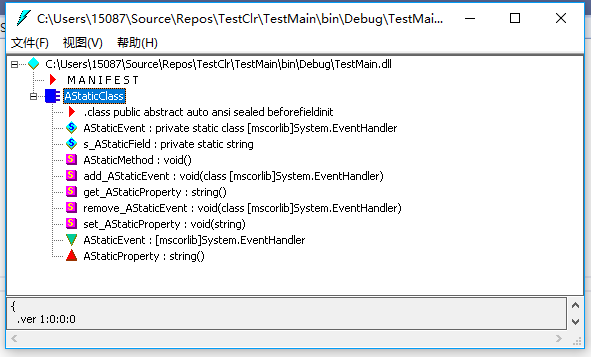 C:\Users\15087\Source\Repos\TestClr\TestMain\bin\Debug\TestMai...
文件(F) 视图(V) 帮助(H)
C:\Users\15087\Source\Repos\TestClr\TestMain\bin\Debug\TestMain.dll
M A N I F E S T
AStaticClass
.class public abstract auto ansi sealed beforefieldinit
AStaticEvent : private static class [mscorlib]System.EventHandler
s_AStaticField : private static string
AStaticMethod : void()
add_AStaticEvent : void(class [mscorlib]System.EventHandler)
get_AStaticProperty : string()
remove_AStaticEvent : void(class [mscorlib]System.EventHandler)
set_AStaticProperty : void(string)
AStaticEvent : [mscorlib]System.EventHandler
AStaticProperty : string()
{
.ver 1:0:0:0